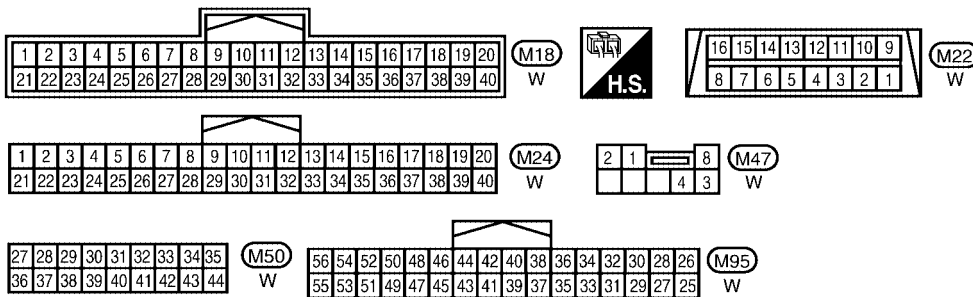 1 2 3 4 5 6 7 8 9 10 11 12 13 14 15 16 17 18 19 20
21 22 23 24 25 26 27 28 29 30 31 32 33 34 35 36 37 38 39 40
M18
W
H.S.
16 15 14 13 12 11 10 9
8 7 6 5 4 3 2 1
M22
W
1 2 3 4 5 6 7 8 9 10 11 12 13 14 15 16 17 18 19 20
21 22 23 24 25 26 27 28 29 30 31 32 33 34 35 36 37 38 39 40
M24
W
2 1 8
4 3
M47
W
27 28 29 30 31 32 33 34 35
36 37 38 39 40 41 42 43 44
M50
W
56 54 52 50 48 46 44 42 40 38 36 34 32 30 28 26
55 53 51 49 47 45 43 41 39 37 35 33 31 29 27 25
M95
W